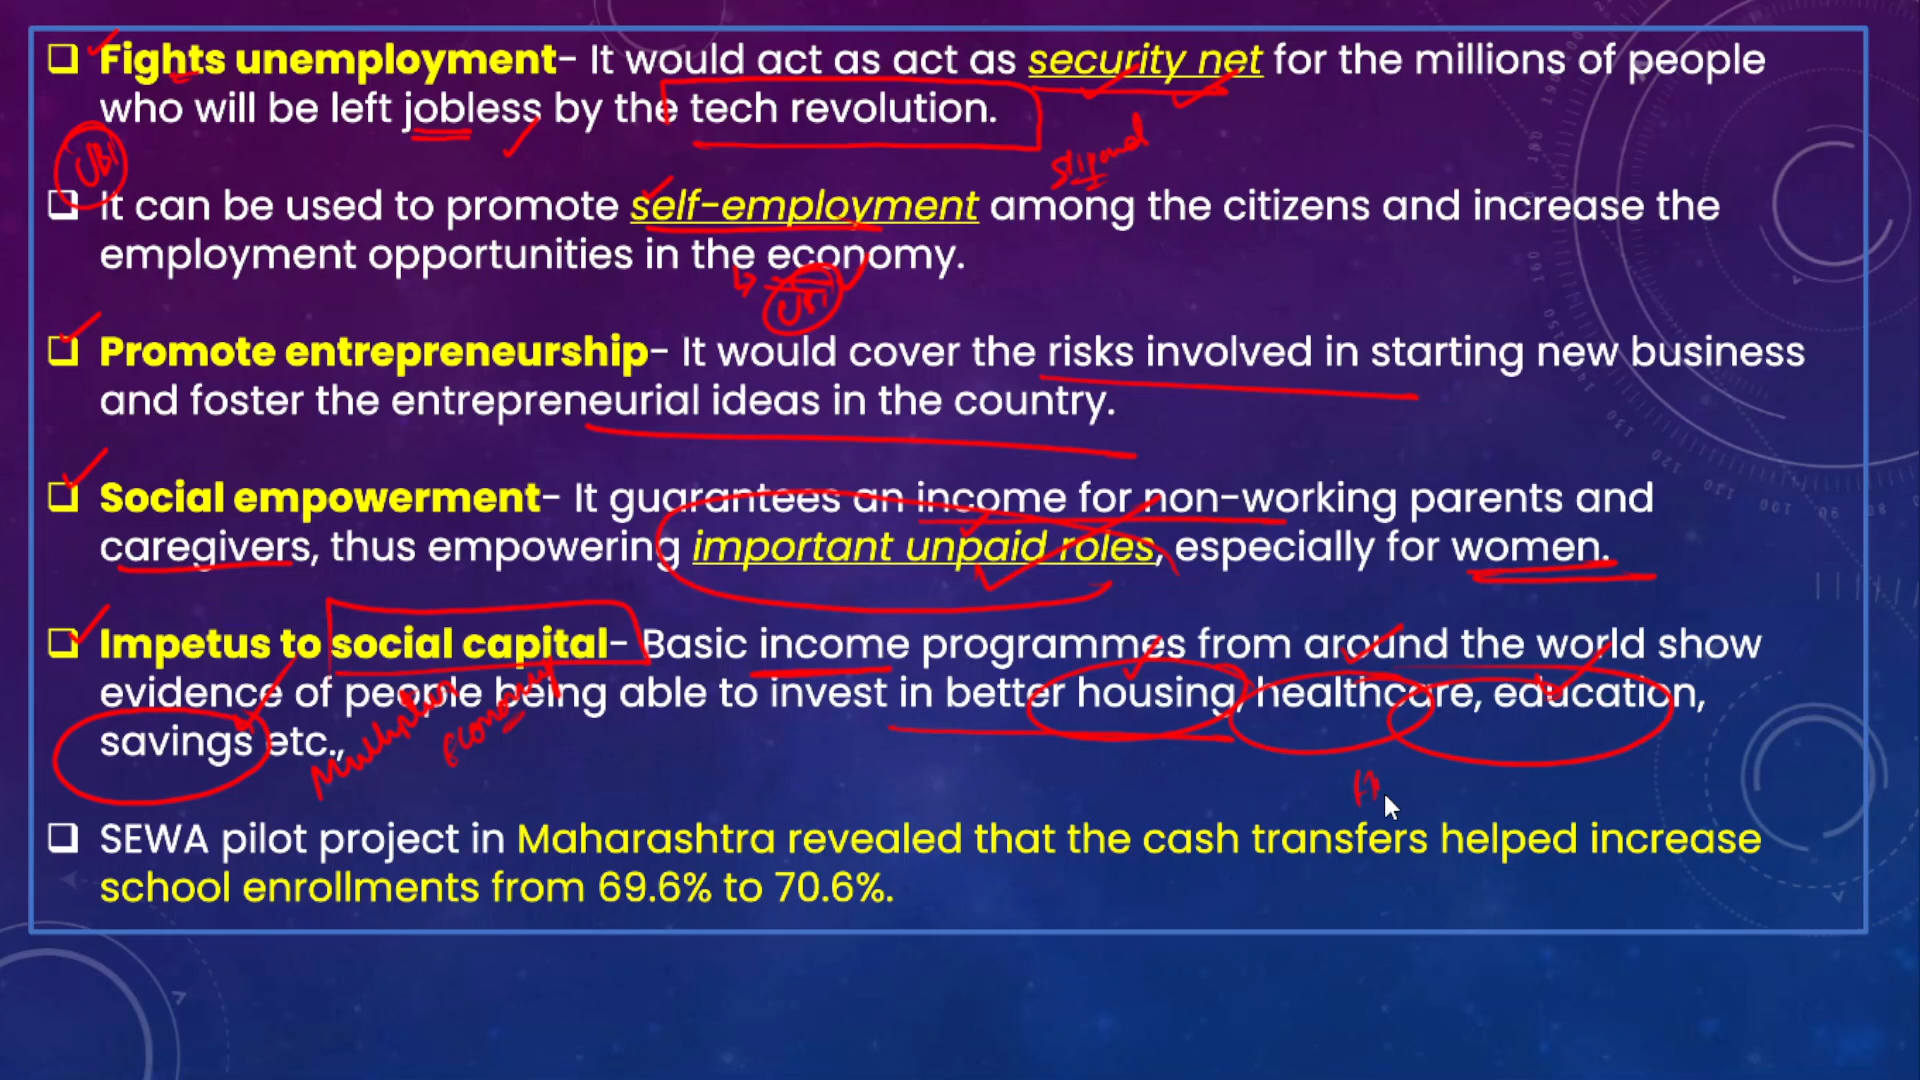 Fights unemployment- It would act as act as security net for the millions of people
who will be left jobless by the tech revolution.
stipend
UBI
It can be used to promote self-employment among the citizens and increase the
employment opportunities in the economy.
UBI
Promote entrepreneurship- It would cover the risks involved in starting new business
and foster the entrepreneurial ideas in the country.
Social empowerment- It guarantees an income for non-working parents and
caregivers, thus empowering important unpaid roles, especially for women.
Impetus to social capital- Basic income programmes from around the world show
evidence of people being able to invest in better housing, healthcare, education,
savings etc.,
SEWA pilot project in Maharashtra revealed that the cash transfers helped increase
school enrollments from 69.6% to 70.6%.